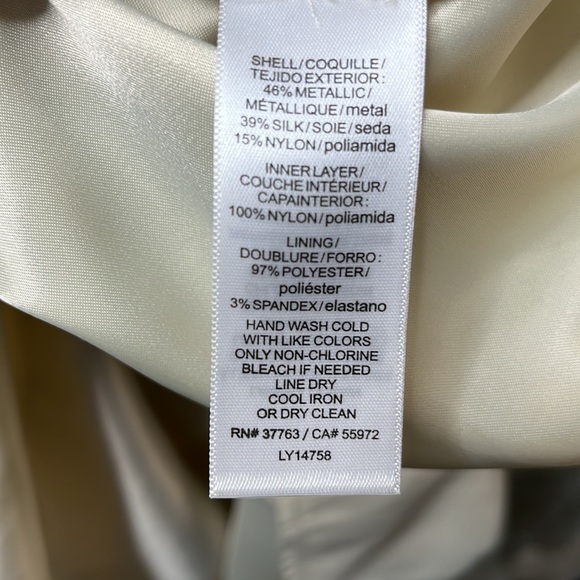 SHELL/COQUILLE/
TEJIDO EXTERIOR:
46% METALLIC/
MÉTALLIQUE/metal
39% SILK/SOIE/seda
15% NYLON/poliamida
INNERLAYER/
COUCHE INTÉRIEUR/
CAPAINTERIOR:
100% NYLON/poliamida
LINING/
DOUBLURE/FORRO:
97% POLYESTER/
poliéster
3% SPANDEX/elastano
HAND WASH COLD
WITH LIKE COLORS
ONLY NON-CHLORINE
BLEACH IF NEEDED
LINE DRY
COOL IRON
OR DRY CLEAN
RN# 37763 / CA# 55972
LY14758